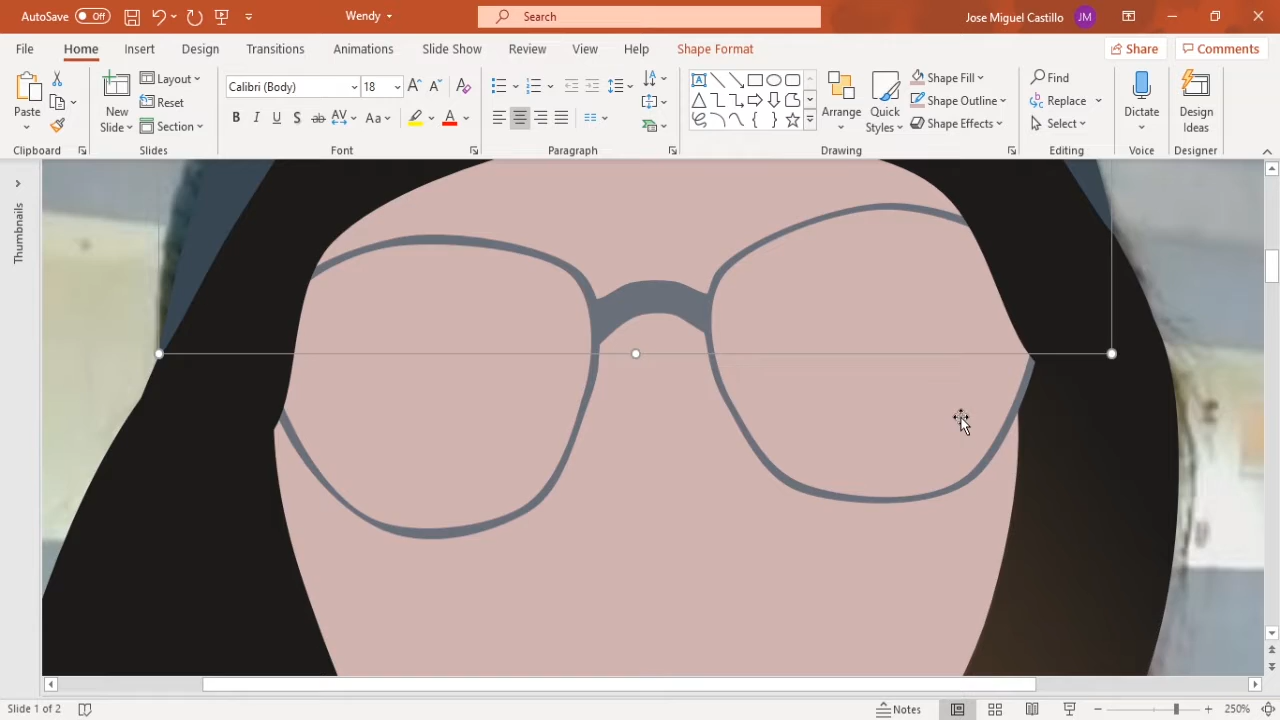 AutoSave Off Wendy Search Jose Miguel Castillo JM
File Home Insert Design Transitions Animations Slide Show Review View Help Shape Format Share Comments
Paste New Slide Layout Reset Section Calibri (Body) 18 Arrange Quick Styles Shape Fill Shape Outline Shape Effects Find Replace Select Dictate Design Ideas
B I U S ab AV Aa A
Clipboard Slides Font Paragraph Drawing Editing Voice Designer
Thumbnails
Slide 1 of 2 Notes 250%